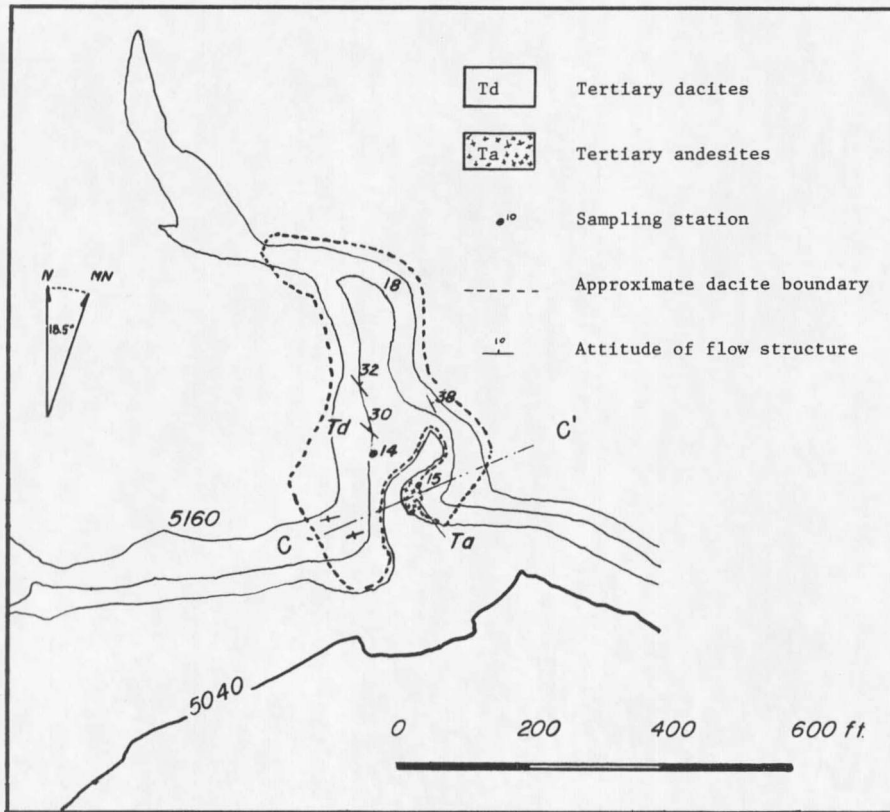 Td Tertiary dacites
Ta Tertiary andesites
10 Sampling station
Approximate dacite boundary
10 Attitude of flow structure
N MN
18.5°
18
32
38
30
Td
14
C'
15
5160
C
Ta
5040
0 200 400 600 ft.